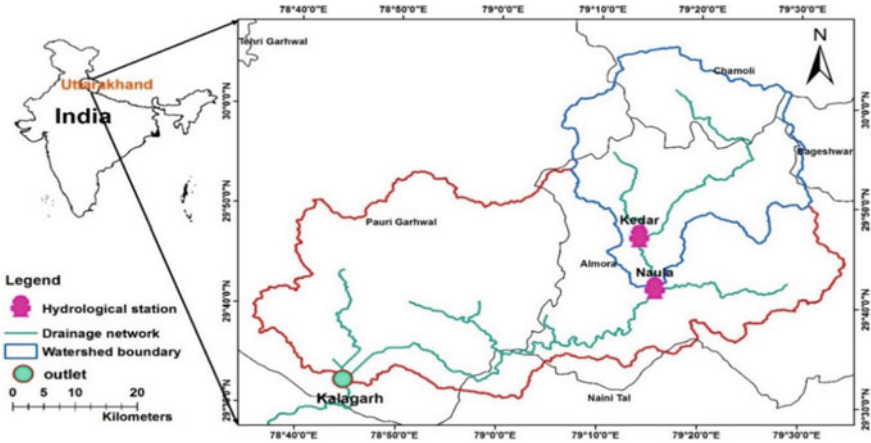 78°40'0"E 78°50'0"E 79°0'0"E 79°10'0"E 79°20'0"E 79°30'0"E
N
Tehri Garhwal
Chamoli
Uttarakhand
India
30°0'0"N
30°0'0"N
Bageshwar
29°50'0"N
29°50'0"N
Pauri Garhwal
Kedar
Almora
Naula
29°40'0"N
29°40'0"N
Legend
Hydrological station
Drainage network
Watershed boundary
outlet
0 5 10 20
Kilometers
Kalagarh
Naini Tal
29°30'0"N
78°40'0"E 78°50'0"E 79°0'0"E 79°10'0"E 79°20'0"E 79°30'0"E